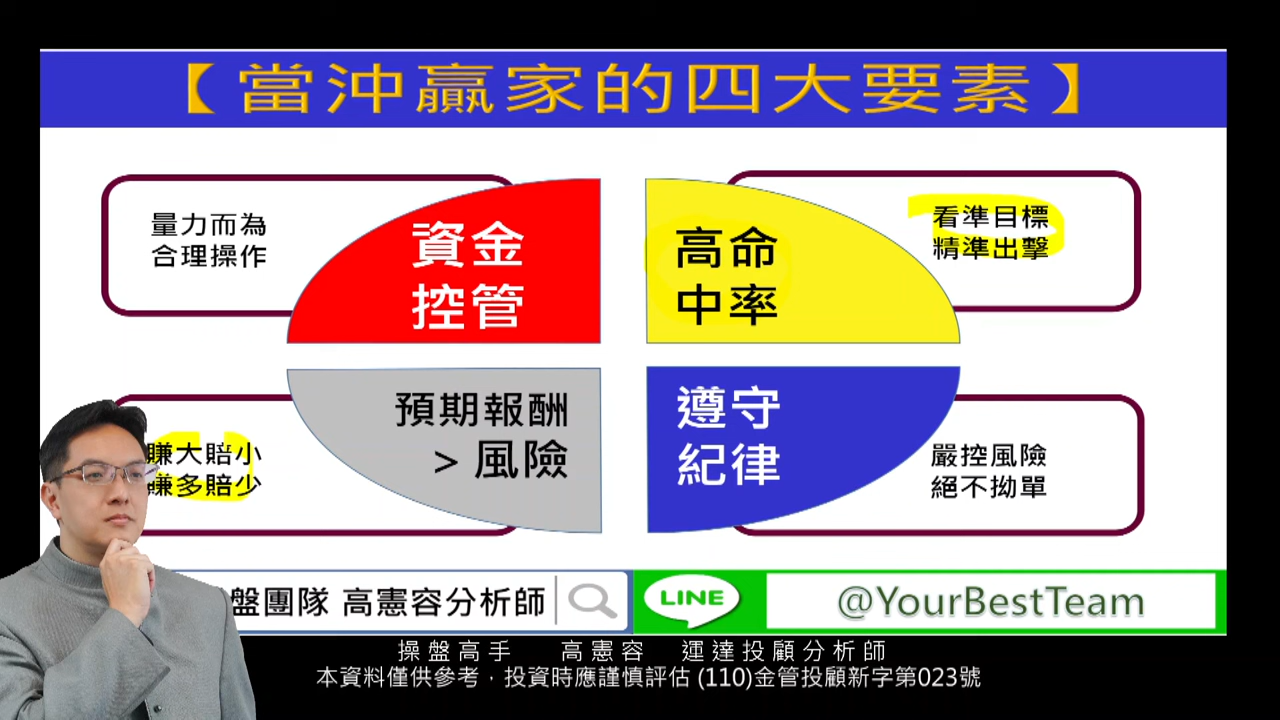 【當沖贏家的四大要素】
量力而為
合理操作
資金
控管
高命
中率
看準目標
精準出擊
賺大賠小
賺多賠少
預期報酬
> 風險
遵守
紀律
嚴控風險
絕不拗單
盤團隊 高憲容分析師
LINE
@YourBestTeam
操盤高手 高憲容 運達投顧分析師
本資料僅供參考,投資時應謹慎評估 (110)金管投顧新字第023號